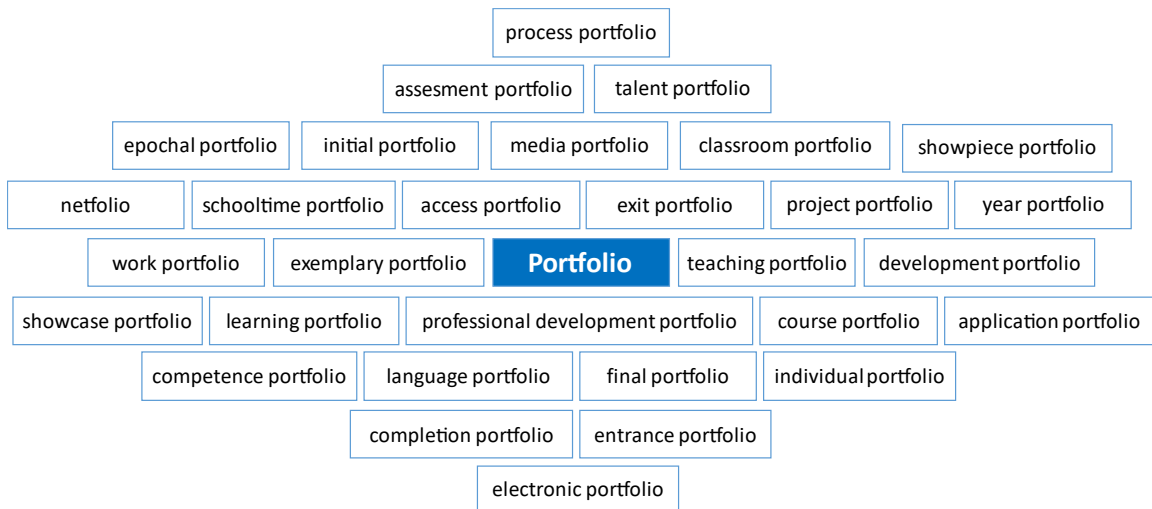 process portfolio
assesment portfolio talent portfolio
epochal portfolio initial portfolio media portfolio classroom portfolio showpiece portfolio
netfolio schooltime portfolio access portfolio exit portfolio project portfolio year portfolio
work portfolio exemplary portfolio Portfolio teaching portfolio development portfolio
showcase portfolio learning portfolio professional development portfolio course portfolio application portfolio
competence portfolio language portfolio final portfolio individual portfolio
completion portfolio entrance portfolio
electronic portfolio